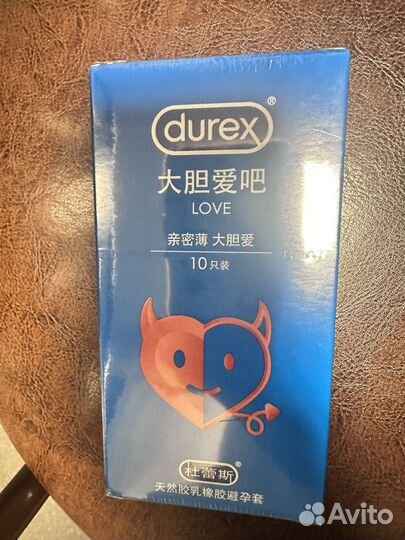 durex®
大胆爱吧
LOVE
亲密薄 大胆爱
10只装
杜蕾斯®
天然胶乳橡胶避孕套
Avito